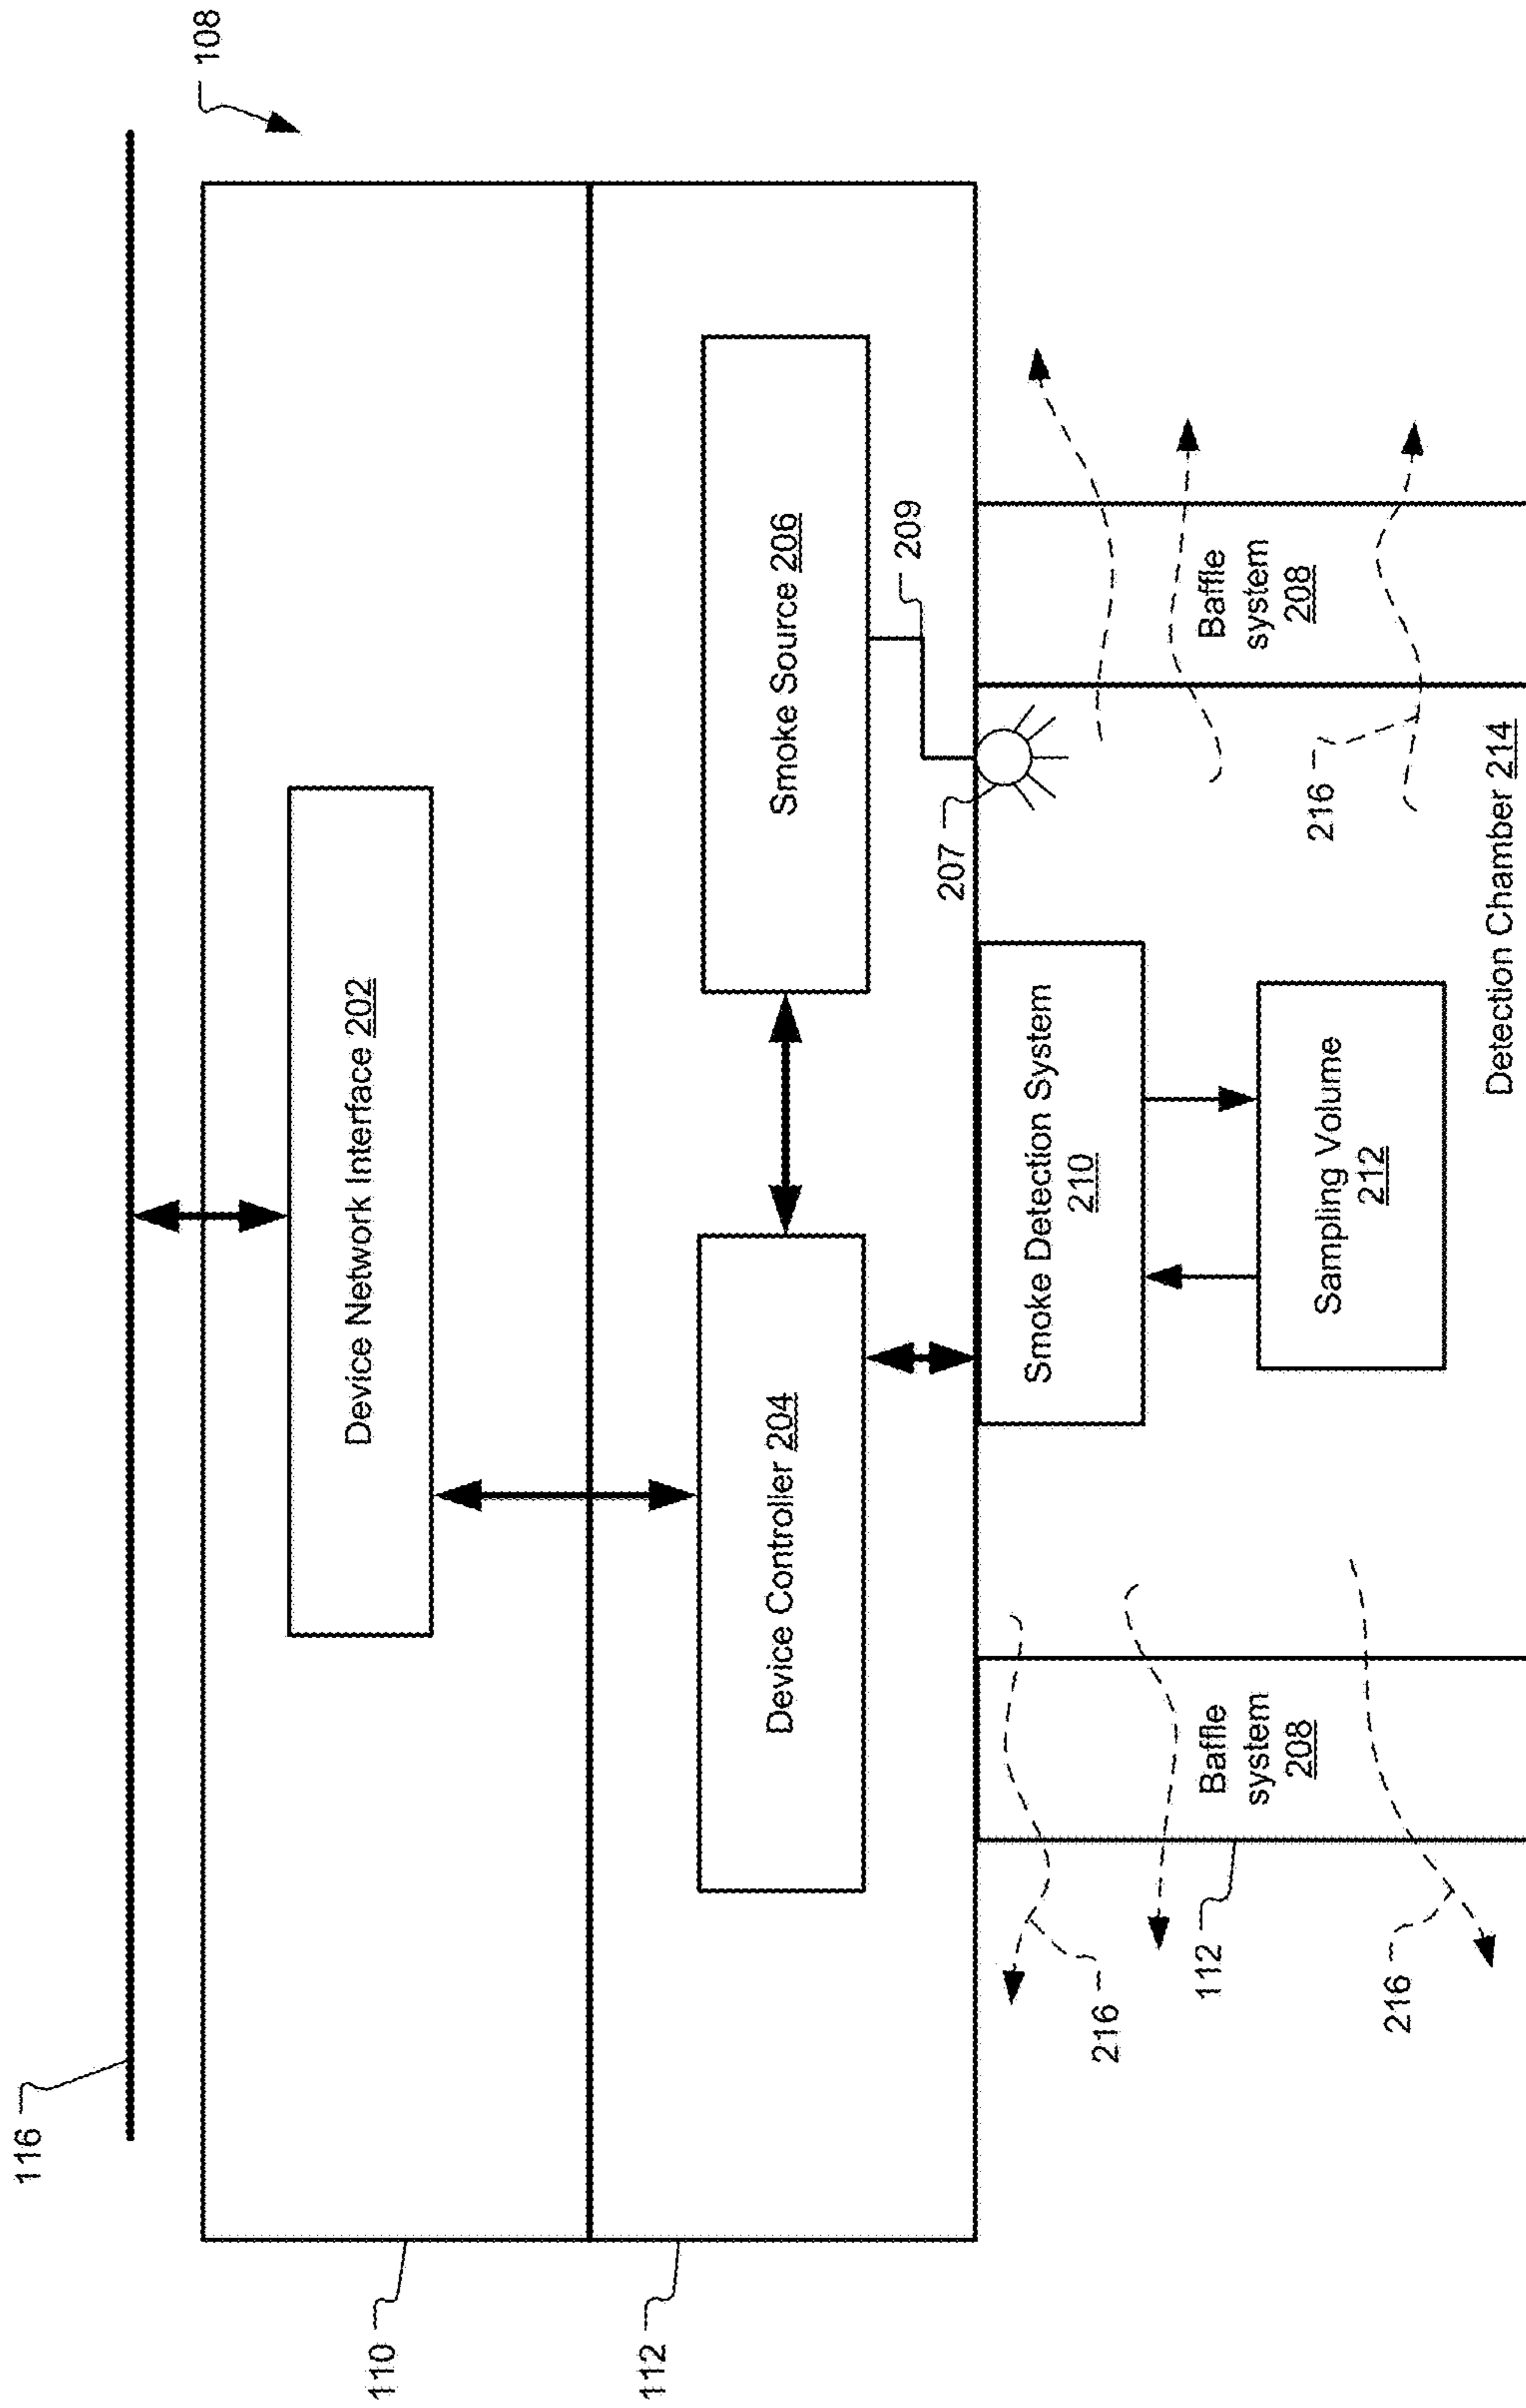 116
108
110
Device Network Interface 202
112
Device Controller 204
Smoke Source 206
209
207
Smoke Detection System
210
Sampling Volume
212
Baffle
system
208
Baffle
system
208
216
112
216
216
Detection Chamber 214